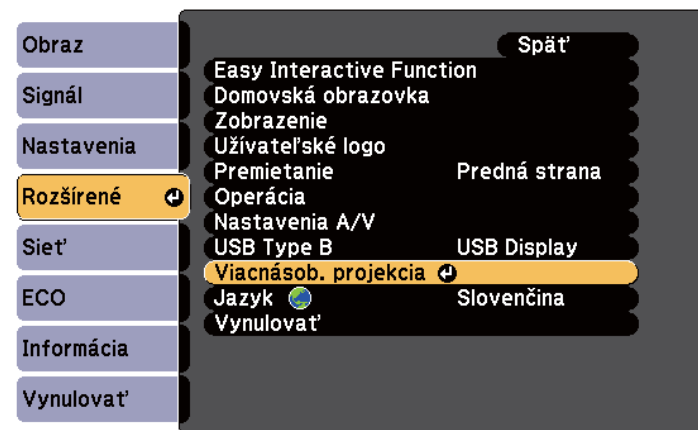 Obraz
Signál
Nastavenia
Rozšírené
Sieť
ECO
Informácia
Vynulovať
Späť
Easy Interactive Function
Domovská obrazovka
Zobrazenie
Užívateľské logo
Premietanie Predná strana
Operácia
Nastavenia A/V
USB Type B USB Display
Viacnásob. projekcia
Jazyk Slovenčina
Vynulovať